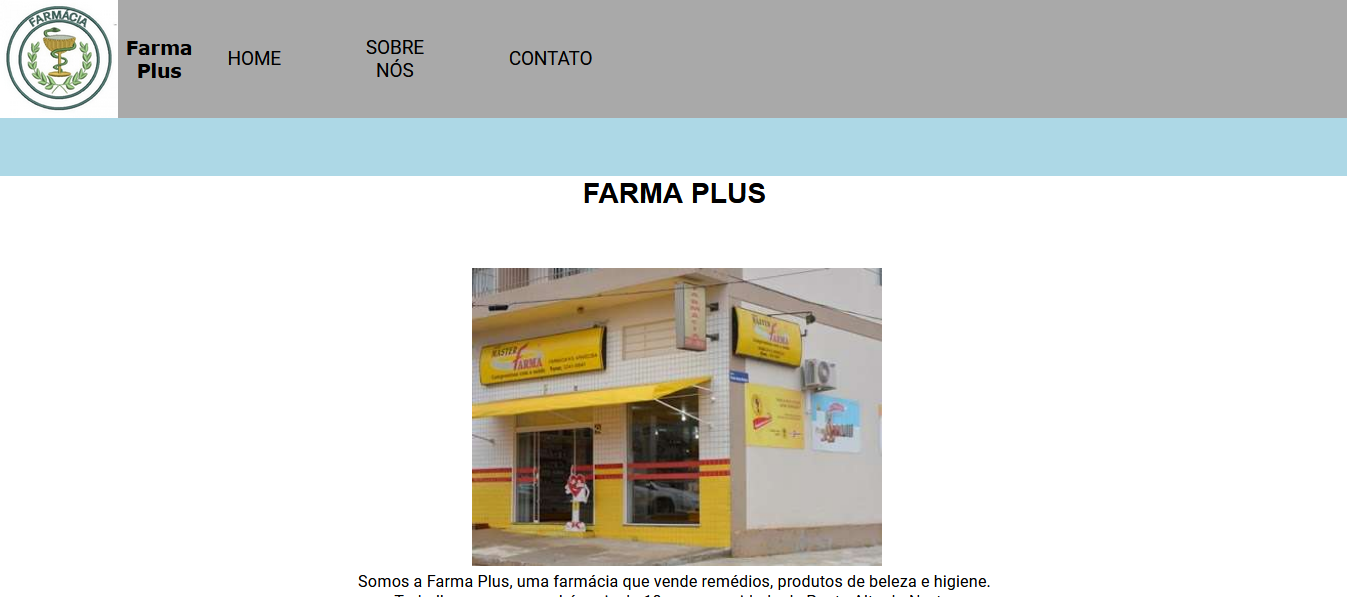 FARMÁCIA
Farma
Plus
HOME
SOBRE
NÓS
CONTATO
FARMA PLUS
FARMACIA
MASTER
FARMA
MASTER
FARMA
Somos a Farma Plus, uma farmácia que vende remédios, produtos de beleza e higiene.